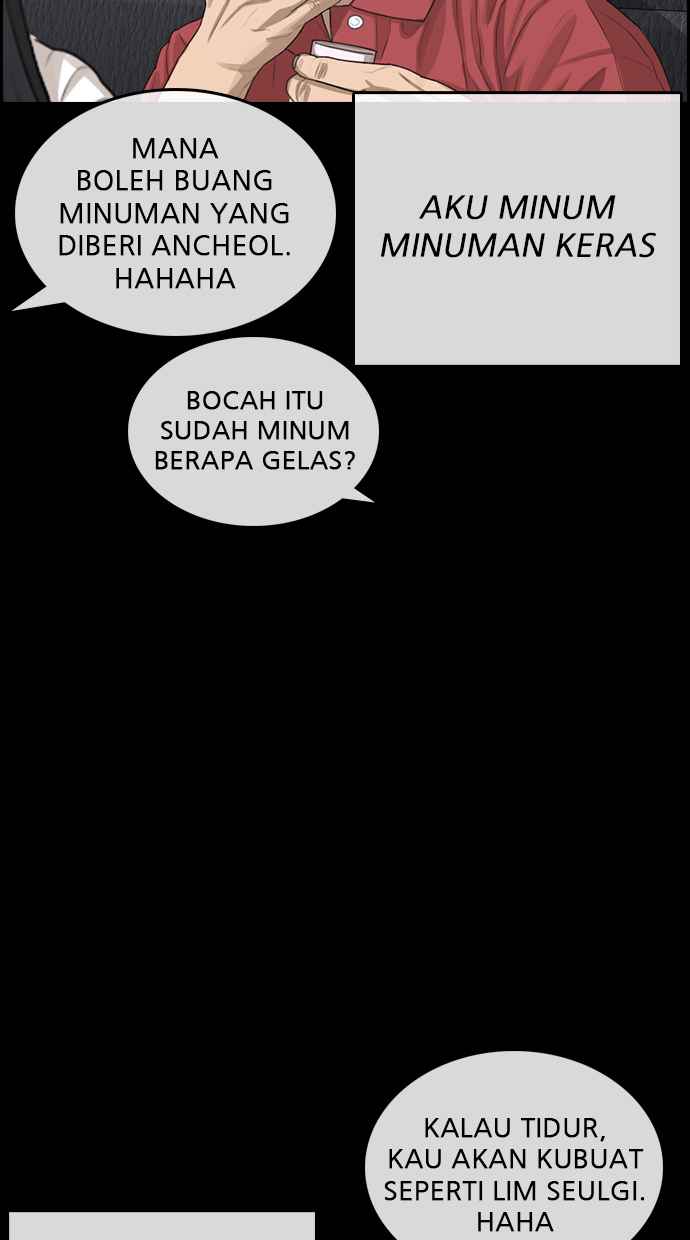 MANA
BOLEH BUANG
MINUMAN YANG
DIBERI ANCHEOL.
HAHAHA
AKU MINUM
MINUMAN KERAS
BOCAH ITU
SUDAH MINUM
BERAPA GELAS?
KALAU TIDUR,
KAU AKAN KUBUAT
SEPERTI LIM SEULGI.
HAHA